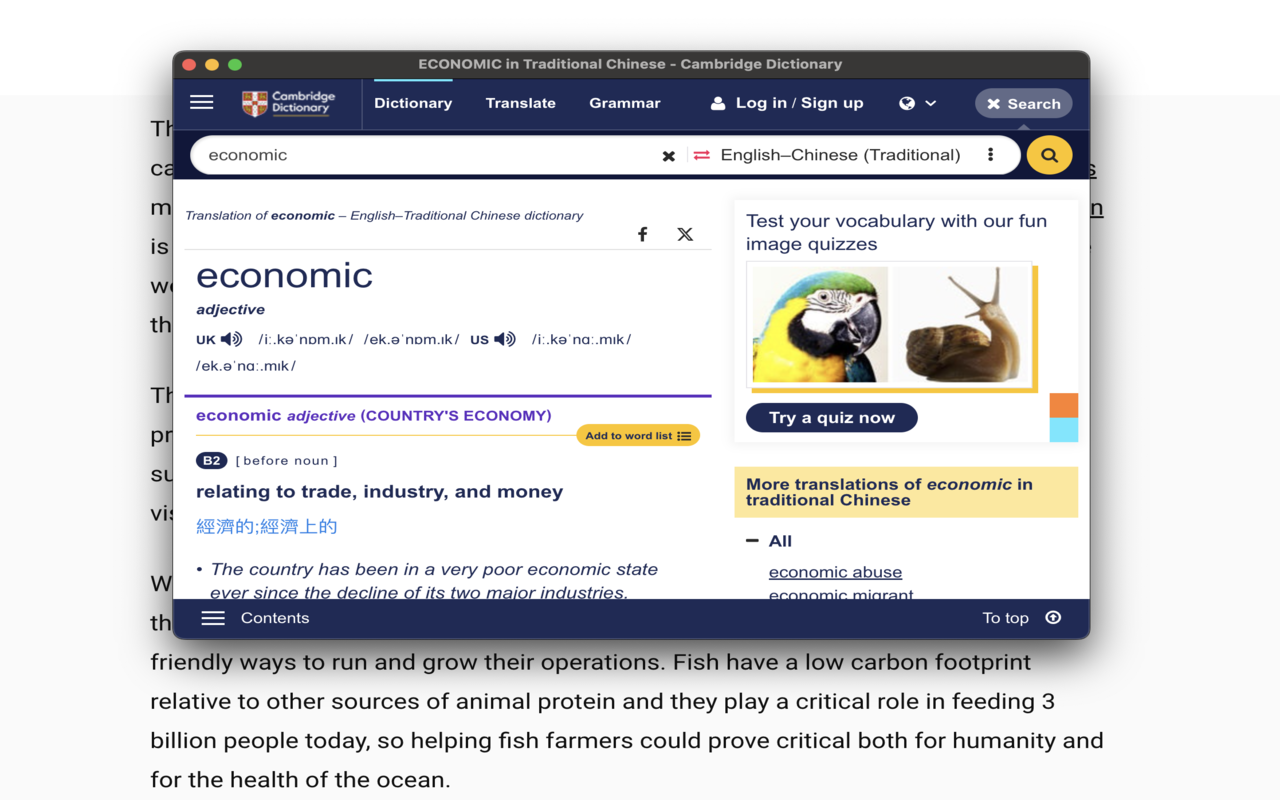 ECONOMIC in Traditional Chinese - Cambridge Dictionary
Cambridge Dictionary
Dictionary Translate Grammar Log in / Sign up Search
economic English–Chinese (Traditional)
Translation of economic – English–Traditional Chinese dictionary
economic
adjective
UK /iː.kəˈnɒm.ɪk/ /ek.əˈnɒm.ɪk/ US /iː.kəˈnɑː.mɪk/
/ek.əˈnɑː.mɪk/
economic adjective (COUNTRY'S ECONOMY)
Add to word list
B2 [ before noun ]
relating to trade, industry, and money
經濟的;經濟上的
• The country has been in a very poor economic state
ever since the decline of its two major industries.
Test your vocabulary with our fun
image quizzes
Try a quiz now
More translations of economic in
traditional Chinese
All
economic abuse
economic migrant
Contents To top
friendly ways to run and grow their operations. Fish have a low carbon footprint
relative to other sources of animal protein and they play a critical role in feeding 3
billion people today, so helping fish farmers could prove critical both for humanity and
for the health of the ocean.